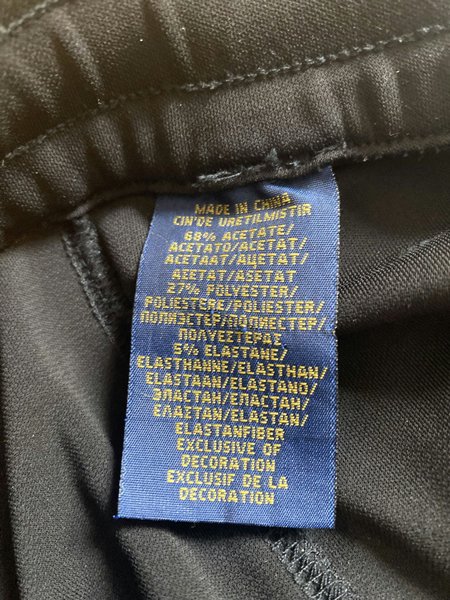 MADE IN CHINA
CIN'DE URETILMISTIR
68% ACETATE/
ACETATO/ACETAT/
ACETAAT/АЦЕТАТ/
ΑΣΕΤΑΤ/ASETAT
27% POLYESTER/
POLIESTERE/POLIESTER/
ПОЛИЭСТЕР/ПОЛИЕСТЕР/
ΠΟΛΥΕΣΤΕΡΑΣ
5% ELASTANE/
ELASTHANNE/ELASTHAN/
ELASTAAN/ELASTANO/
ЭЛАСТАН/ЕЛАСТАН/
ΕΛΑΣΤΑΝ/ELASTAN/
ELASTANFIBER
EXCLUSIVE OF
DECORATION
EXCLUSIF DE LA
DECORATION